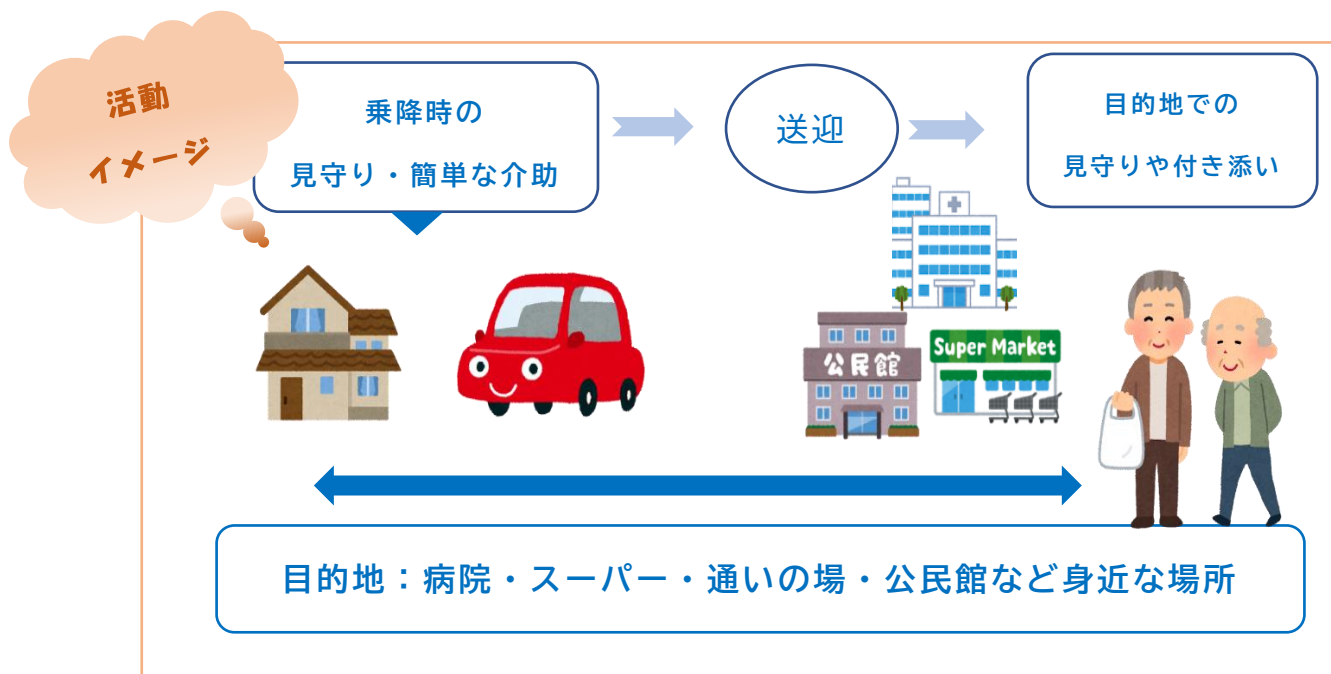 活動
イメージ
乗降時の
見守り・簡単な介助
送迎
目的地での
見守りや付き添い
公民館
Super Market
目的地：病院・スーパー・通いの場・公民館など身近な場所